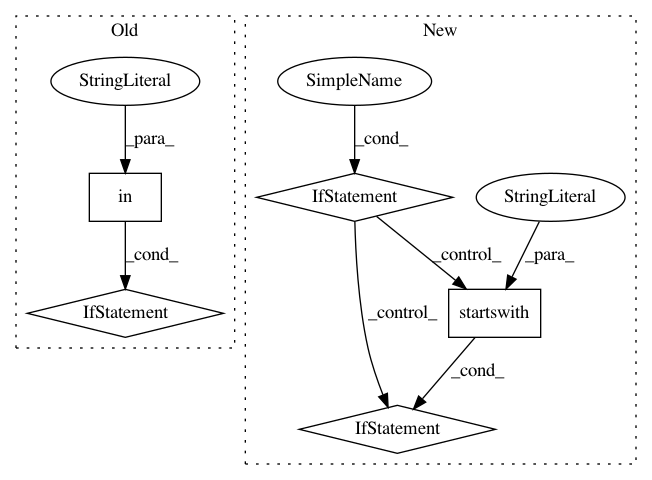 Old
New
StringLiteral
SimpleName
_para_
_cond_
in
IfStatement
StringLiteral
_cond_
_control_
_para_
IfStatement
_control_
startswith
_cond_
IfStatement